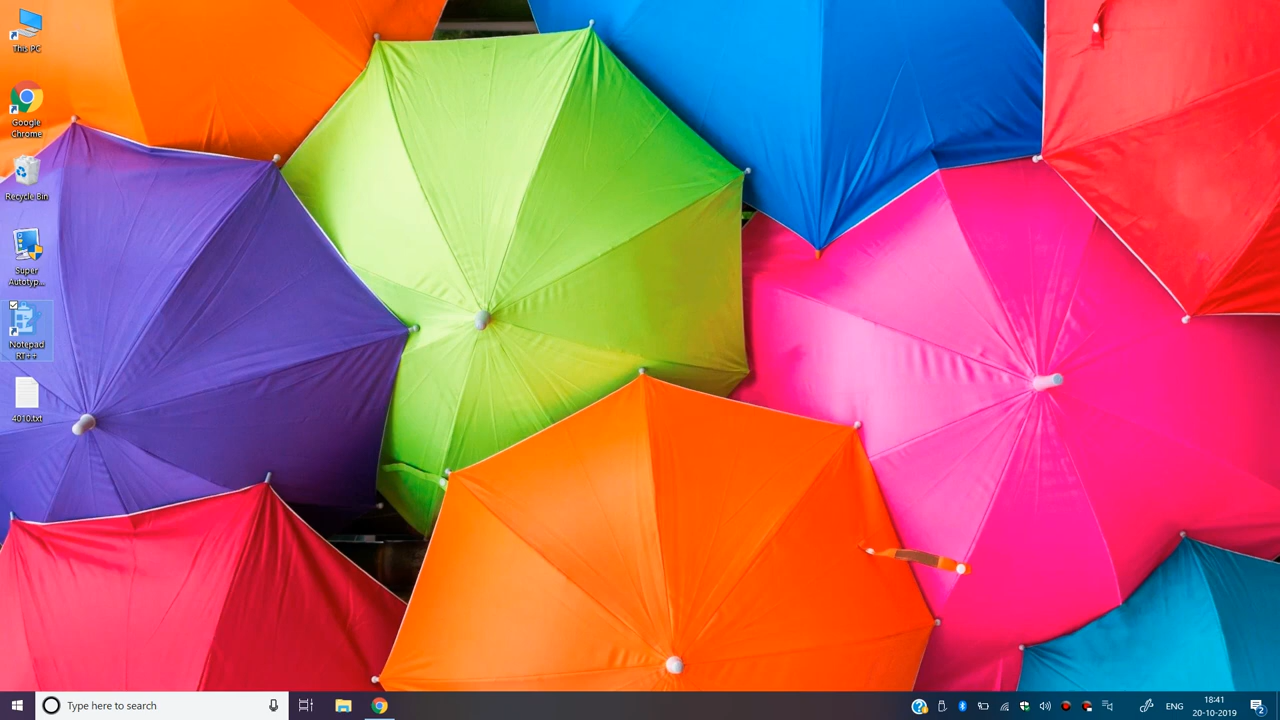 This PC
Google
Chrome
Recycle Bin
Super
Autotyp...
Notepad
RI++
4010.txt
Type here to search
ENG
18:41
20-10-2019
2